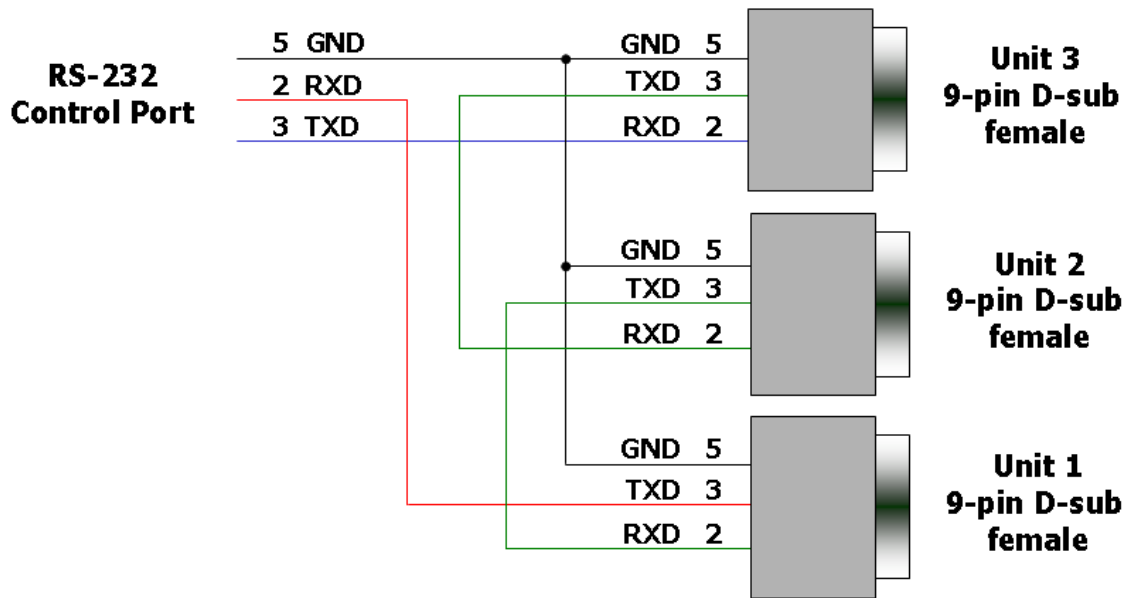 RS-232
Control Port
5 GND
2 RXD
3 TXD
GND 5
TXD 3
RXD 2
Unit 3
9-pin D-sub
female
GND 5
TXD 3
RXD 2
Unit 2
9-pin D-sub
female
GND 5
TXD 3
RXD 2
Unit 1
9-pin D-sub
female